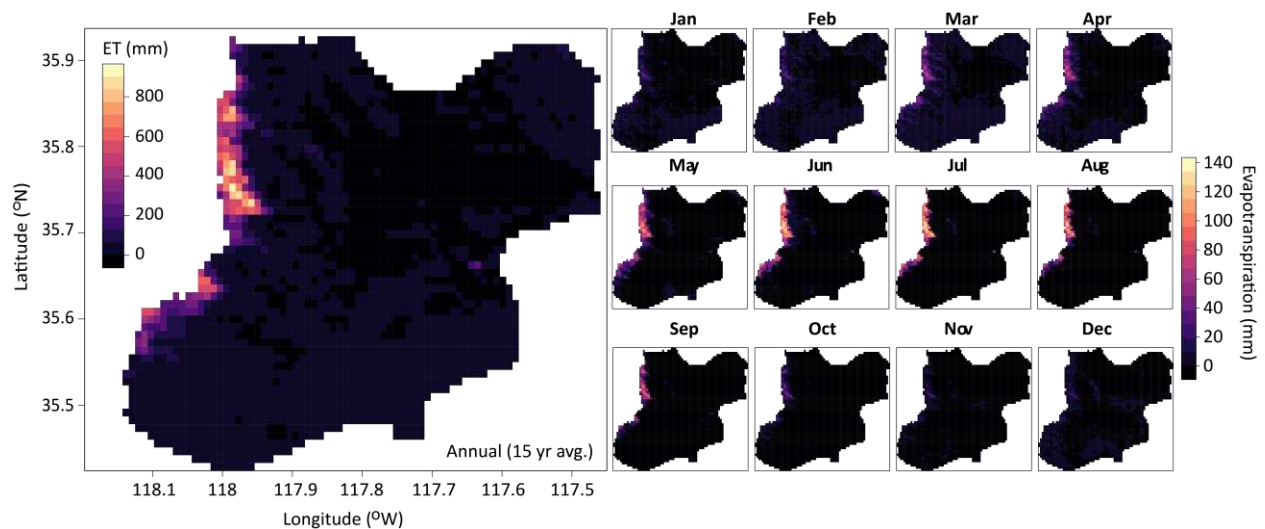 Jan
Feb
Mar
Apr
ET (mm)
800
600
400
200
0
35.9
35.8
35.7
35.6
35.5
Latitude (ᴼN)
May
Jun
Jul
Aug
140
120
100
80
60
40
20
0
Evapotranspiration (mm)
Sep
Oct
Nov
Dec
Annual (15 yr avg.)
118.1
118
117.9
117.8
117.7
117.6
117.5
Longitude (ᴼW)